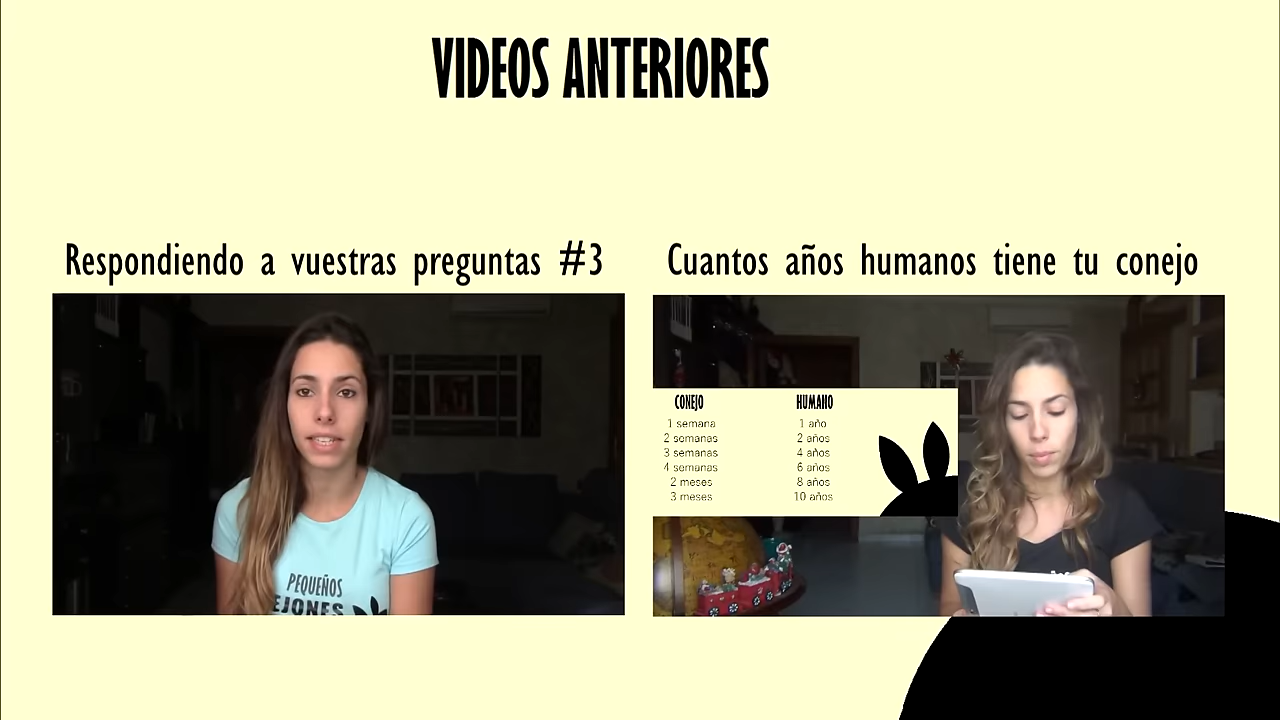 VIDEOS ANTERIORES
Respondiendo a vuestras preguntas #3
Cuantos años humanos tiene tu conejo
CONEJO HUMANO
1 semana 1 año
2 semanas 2 años
3 semanas 4 años
4 semanas 6 años
2 meses 8 años
3 meses 10 años
PEQUEÑOS
EJONES